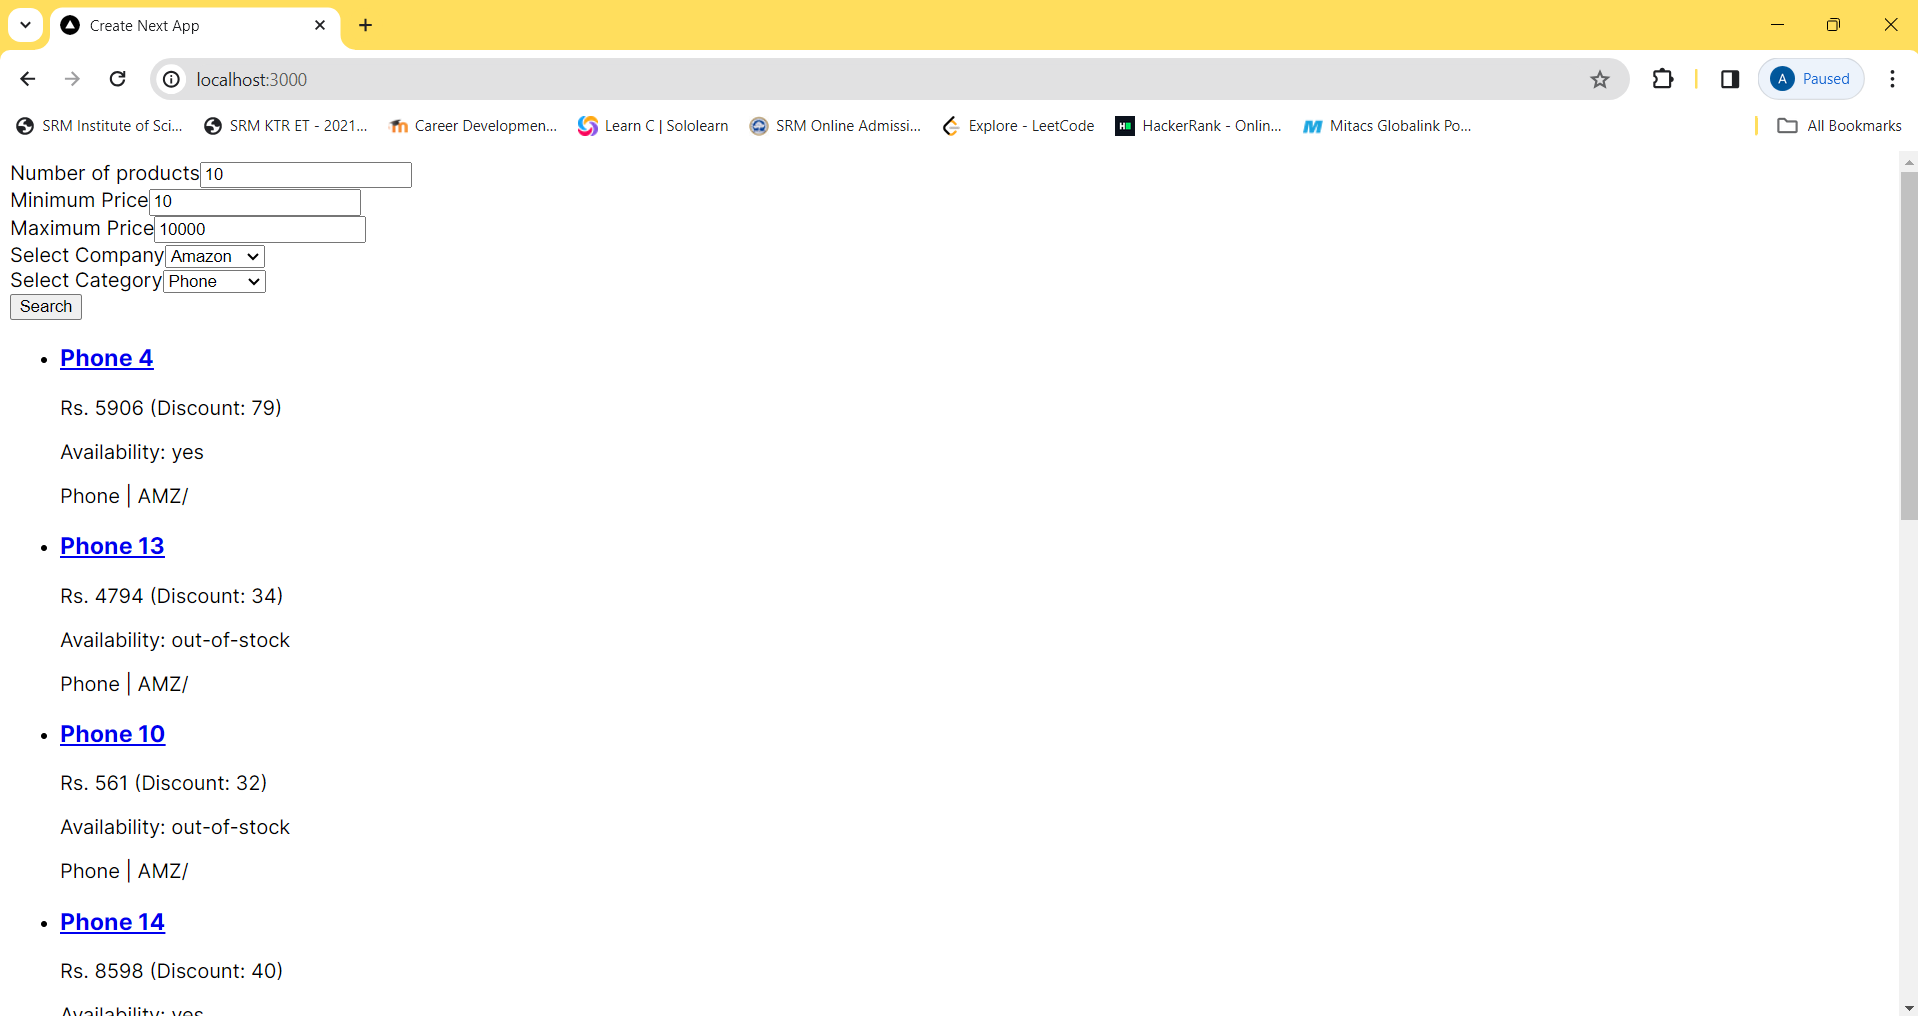 Create Next App
localhost:3000
A Paused
SRM Institute of Sci... SRM KTR ET - 2021... Career Developmen... Learn C | Sololearn SRM Online Admissi... Explore - LeetCode HackerRank - Onlin... Mitacs Globalink Po... All Bookmarks
Number of products 10
Minimum Price 10
Maximum Price 10000
Select Company Amazon
Select Category Phone
Search
Phone 4
Rs. 5906 (Discount: 79)
Availability: yes
Phone | AMZ/
Phone 13
Rs. 4794 (Discount: 34)
Availability: out-of-stock
Phone | AMZ/
Phone 10
Rs. 561 (Discount: 32)
Availability: out-of-stock
Phone | AMZ/
Phone 14
Rs. 8598 (Discount: 40)
Availability: yes